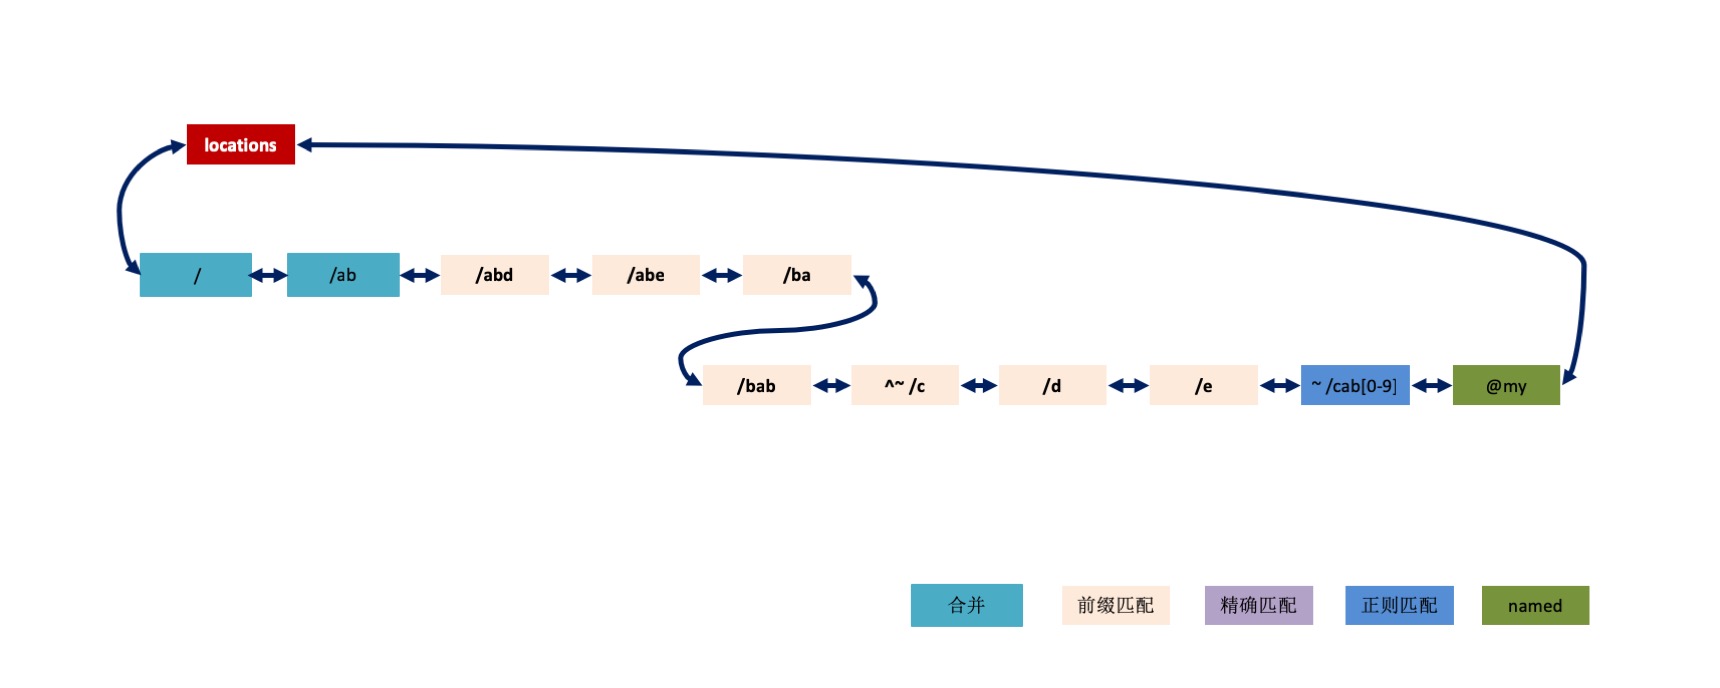 locations
/
/ab
/abd
/abe
/ba
/bab
^~ /c
/d
/e
~ /cab[0-9]
@my
合并
前缀匹配
精确匹配
正则匹配
named